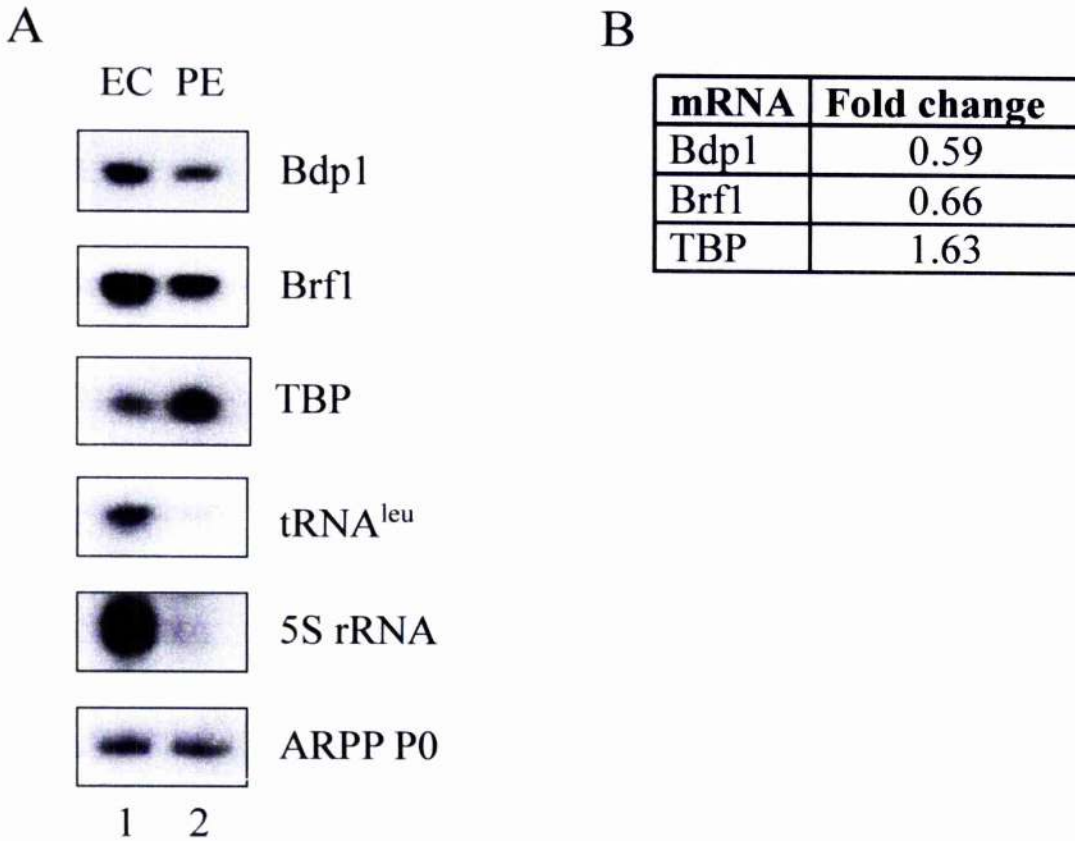 A
EC PE
Bdp1
Brf1
TBP
tRNA^leu
5S rRNA
ARPP P0
1 2
B
mRNA Fold change
Bdp1 0.59
Brf1 0.66
TBP 1.63